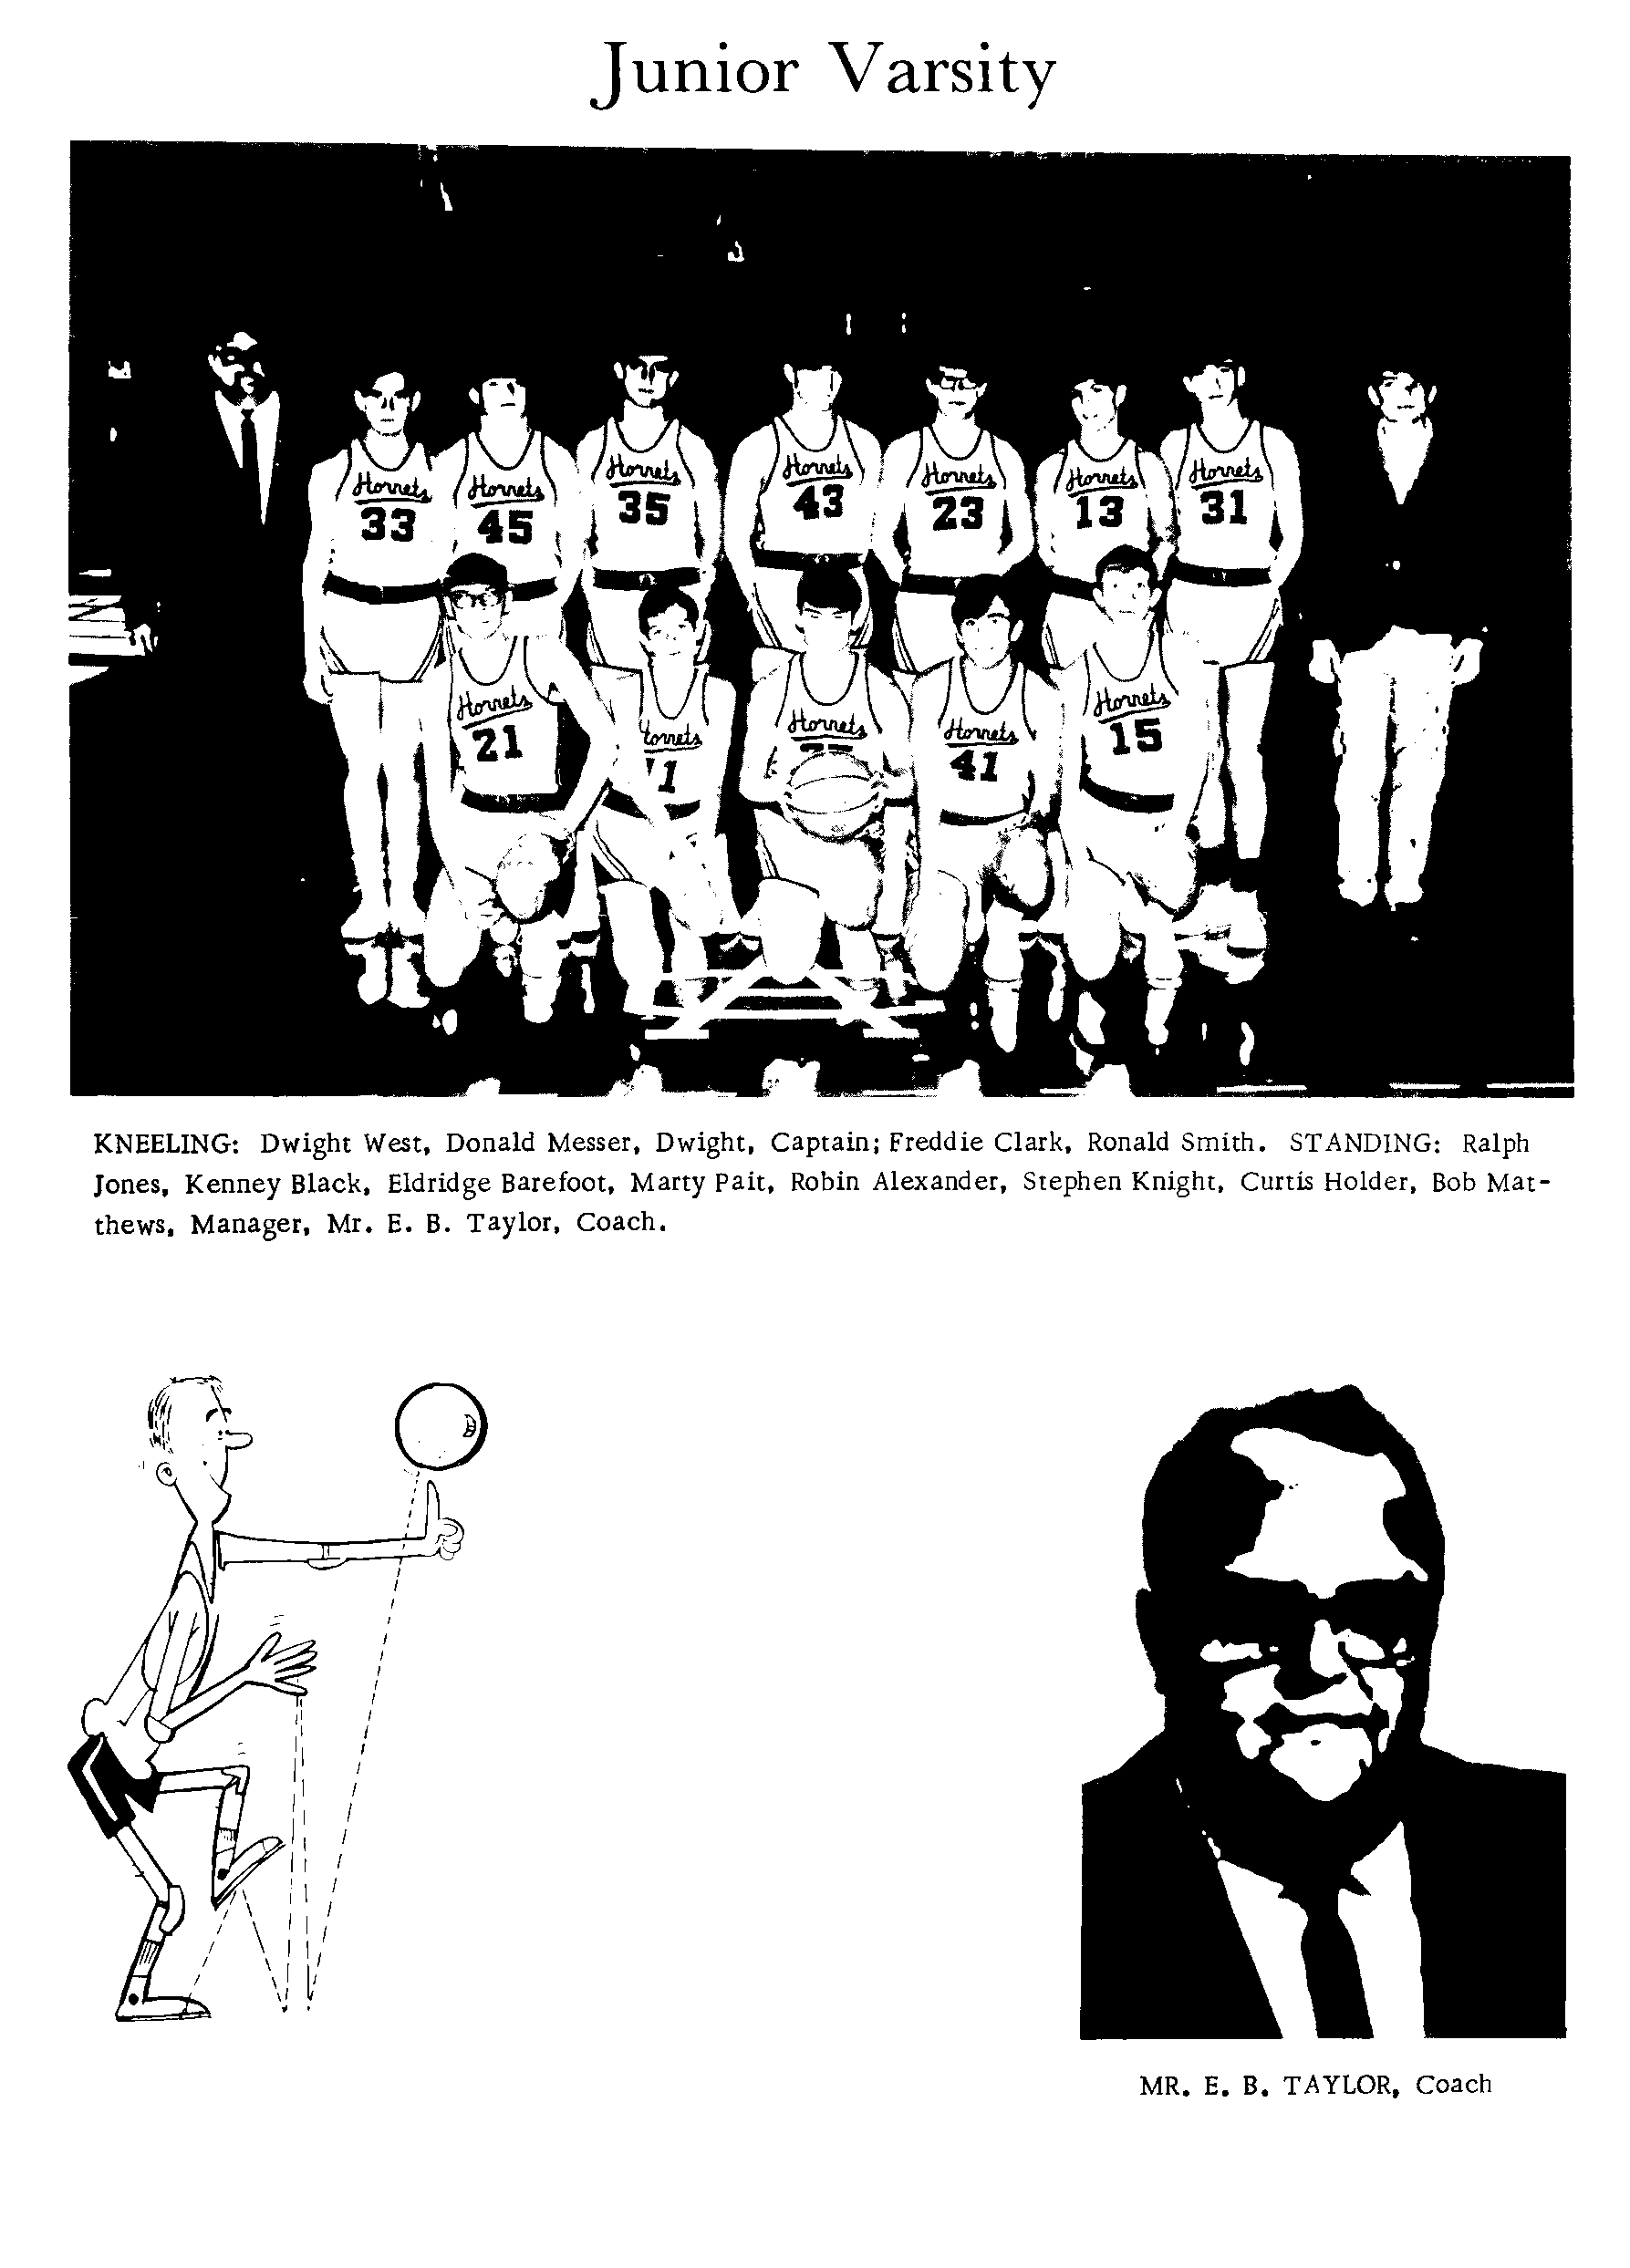 Junior Varsity
Hornets
33
Hornets
45
Hornets
35
Hornets
43
Hornets
23
Hornets
13
Hornets
31
Hornets
21
ornets
1
Hornets
Hornets
41
Hornets
15
KNEELING: Dwight West, Donald Messer, Dwight, Captain; Freddie Clark, Ronald Smith. STANDING: Ralph
Jones, Kenney Black, Eldridge Barefoot, Marty Pait, Robin Alexander, Stephen Knight, Curtis Holder, Bob Mat-
thews, Manager, Mr. E. B. Taylor, Coach.
MR. E. B. TAYLOR, Coach